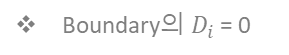 ❖ Boundary의 𝐷𝑖 = 0